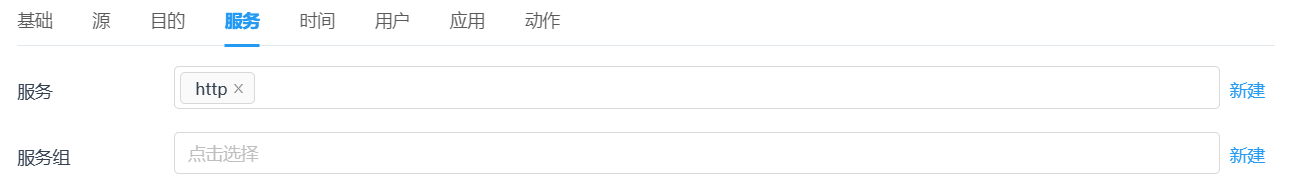 基础 源 目的 服务 时间 用户 应用 动作
服务 http × 新建
服务组 点击选择 新建